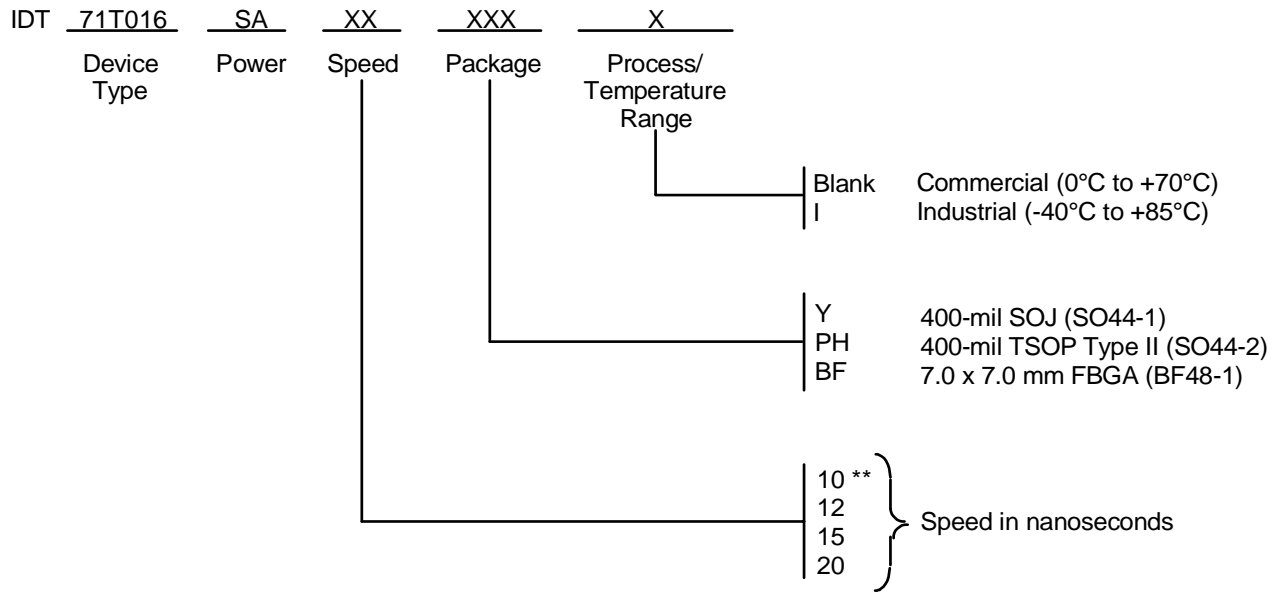 IDT 71T016 SA XX XXX X
Device Type Power Speed Package Process/ Temperature Range
Blank Commercial (0°C to +70°C)
I Industrial (-40°C to +85°C)
Y 400-mil SOJ (SO44-1)
PH 400-mil TSOP Type II (SO44-2)
BF 7.0 x 7.0 mm FBGA (BF48-1)
10 **
12
15
20
Speed in nanoseconds